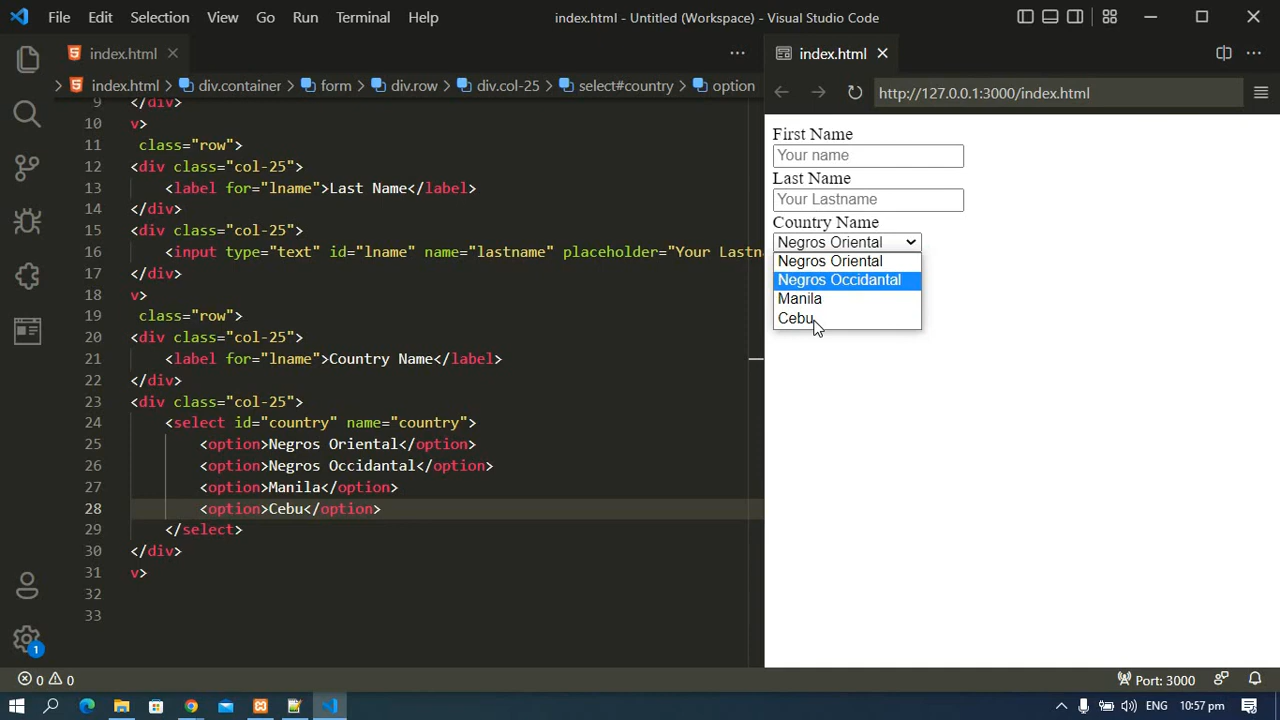 File Edit Selection View Go Run Terminal Help index.html - Untitled (Workspace) - Visual Studio Code
index.html
index.html
index.html > div.container > form > div.row > div.col-25 > select#country > option
http://127.0.0.1:3000/index.html
9 </div>
10 v>
11 class="row">
12 <div class="col-25">
13 <label for="lname">Last Name</label>
14 </div>
15 <div class="col-25">
16 <input type="text" id="lname" name="lastname" placeholder="Your Lastn
17 </div>
18 v>
19 class="row">
20 <div class="col-25">
21 <label for="lname">Country Name</label>
22 </div>
23 <div class="col-25">
24 <select id="country" name="country">
25 <option>Negros Oriental</option>
26 <option>Negros Occidantal</option>
27 <option>Manila</option>
28 <option>Cebu</option>
29 </select>
30 </div>
31 v>
32
33
First Name
Your name
Last Name
Your Lastname
Country Name
Negros Oriental
Negros Oriental
Negros Occidantal
Manila
Cebu
1
0 0
Port: 3000
ENG 10:57 pm